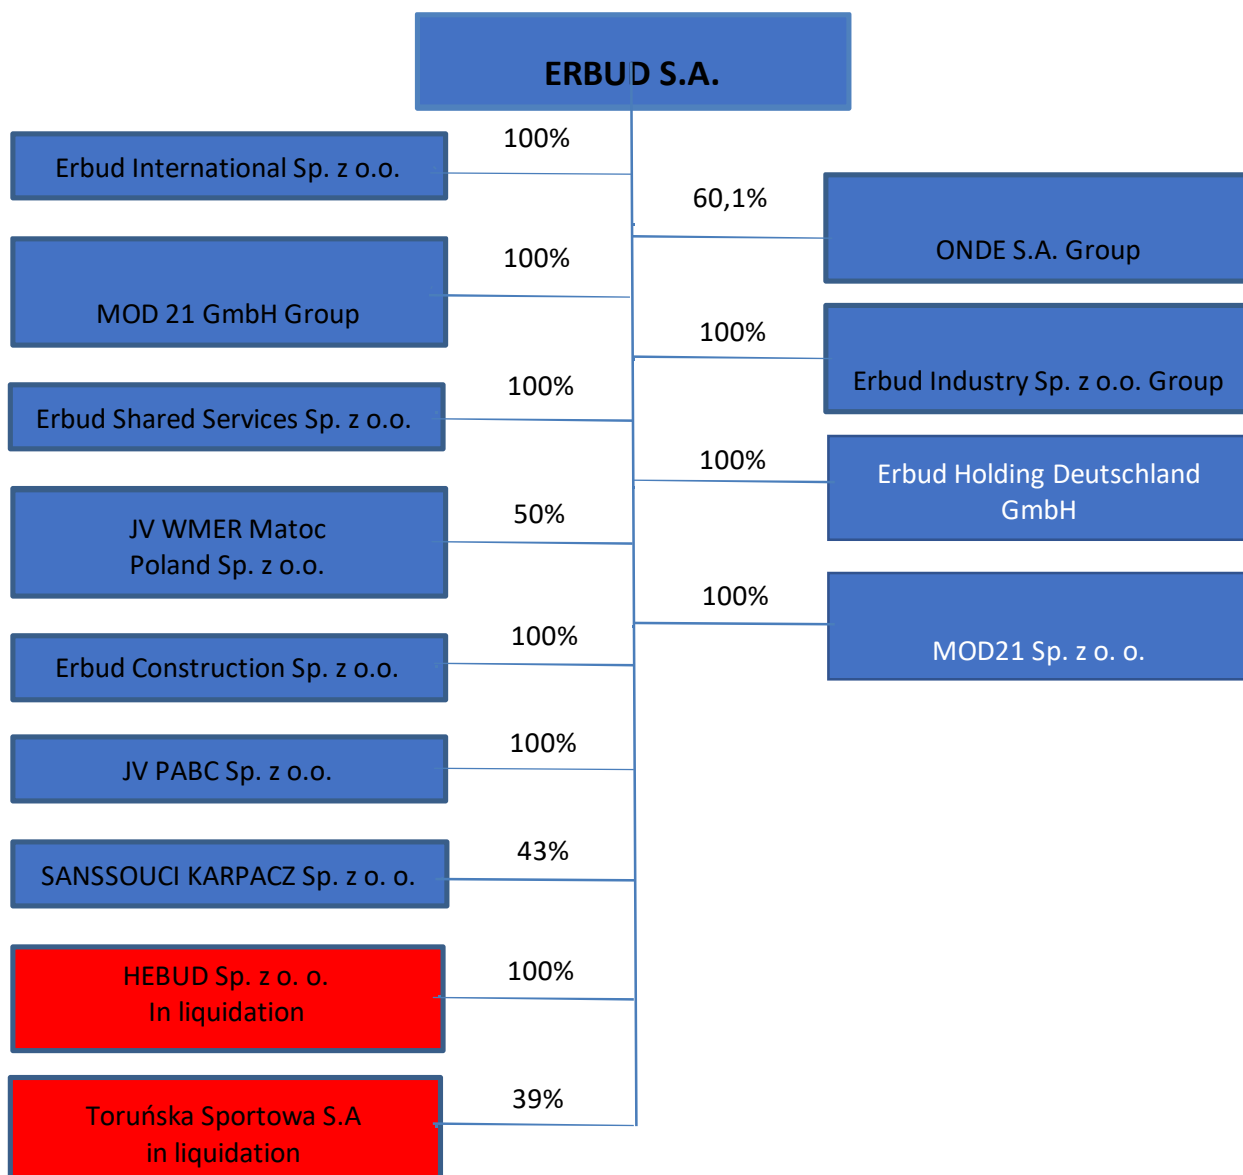 ERBUD S.A.
100%
Erbud International Sp. z o.o.
60,1%
ONDE S.A. Group
100%
MOD 21 GmbH Group
100%
Erbud Industry Sp. z o.o. Group
100%
Erbud Shared Services Sp. z o.o.
100%
Erbud Holding Deutschland
GmbH
50%
JV WMER Matoc
Poland Sp. z o.o.
100%
MOD21 Sp. z o. o.
100%
Erbud Construction Sp. z o.o.
100%
JV PABC Sp. z o.o.
43%
SANSSOUCI KARPACZ Sp. z o. o.
100%
HEBUD Sp. z o. o.
In liquidation
39%
Toruńska Sportowa S.A
in liquidation